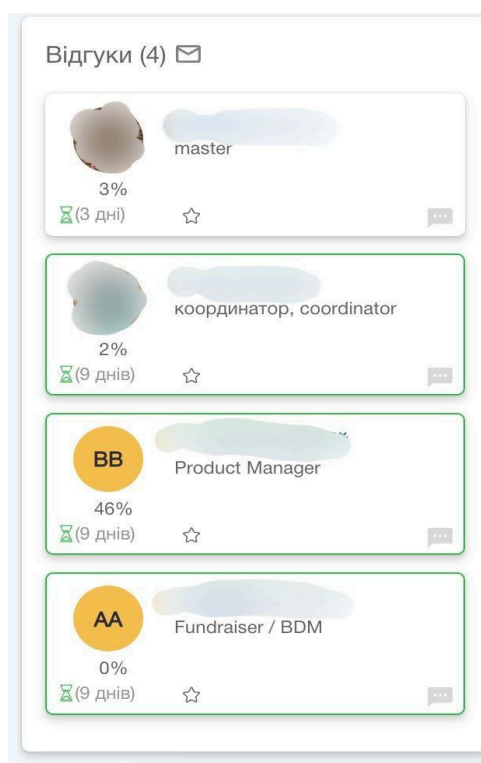 Відгуки (4)
master
3%
(3 дні)
координатор, coordinator
2%
(9 днів)
BB
Product Manager
46%
(9 днів)
AA
Fundraiser / BDM
0%
(9 днів)